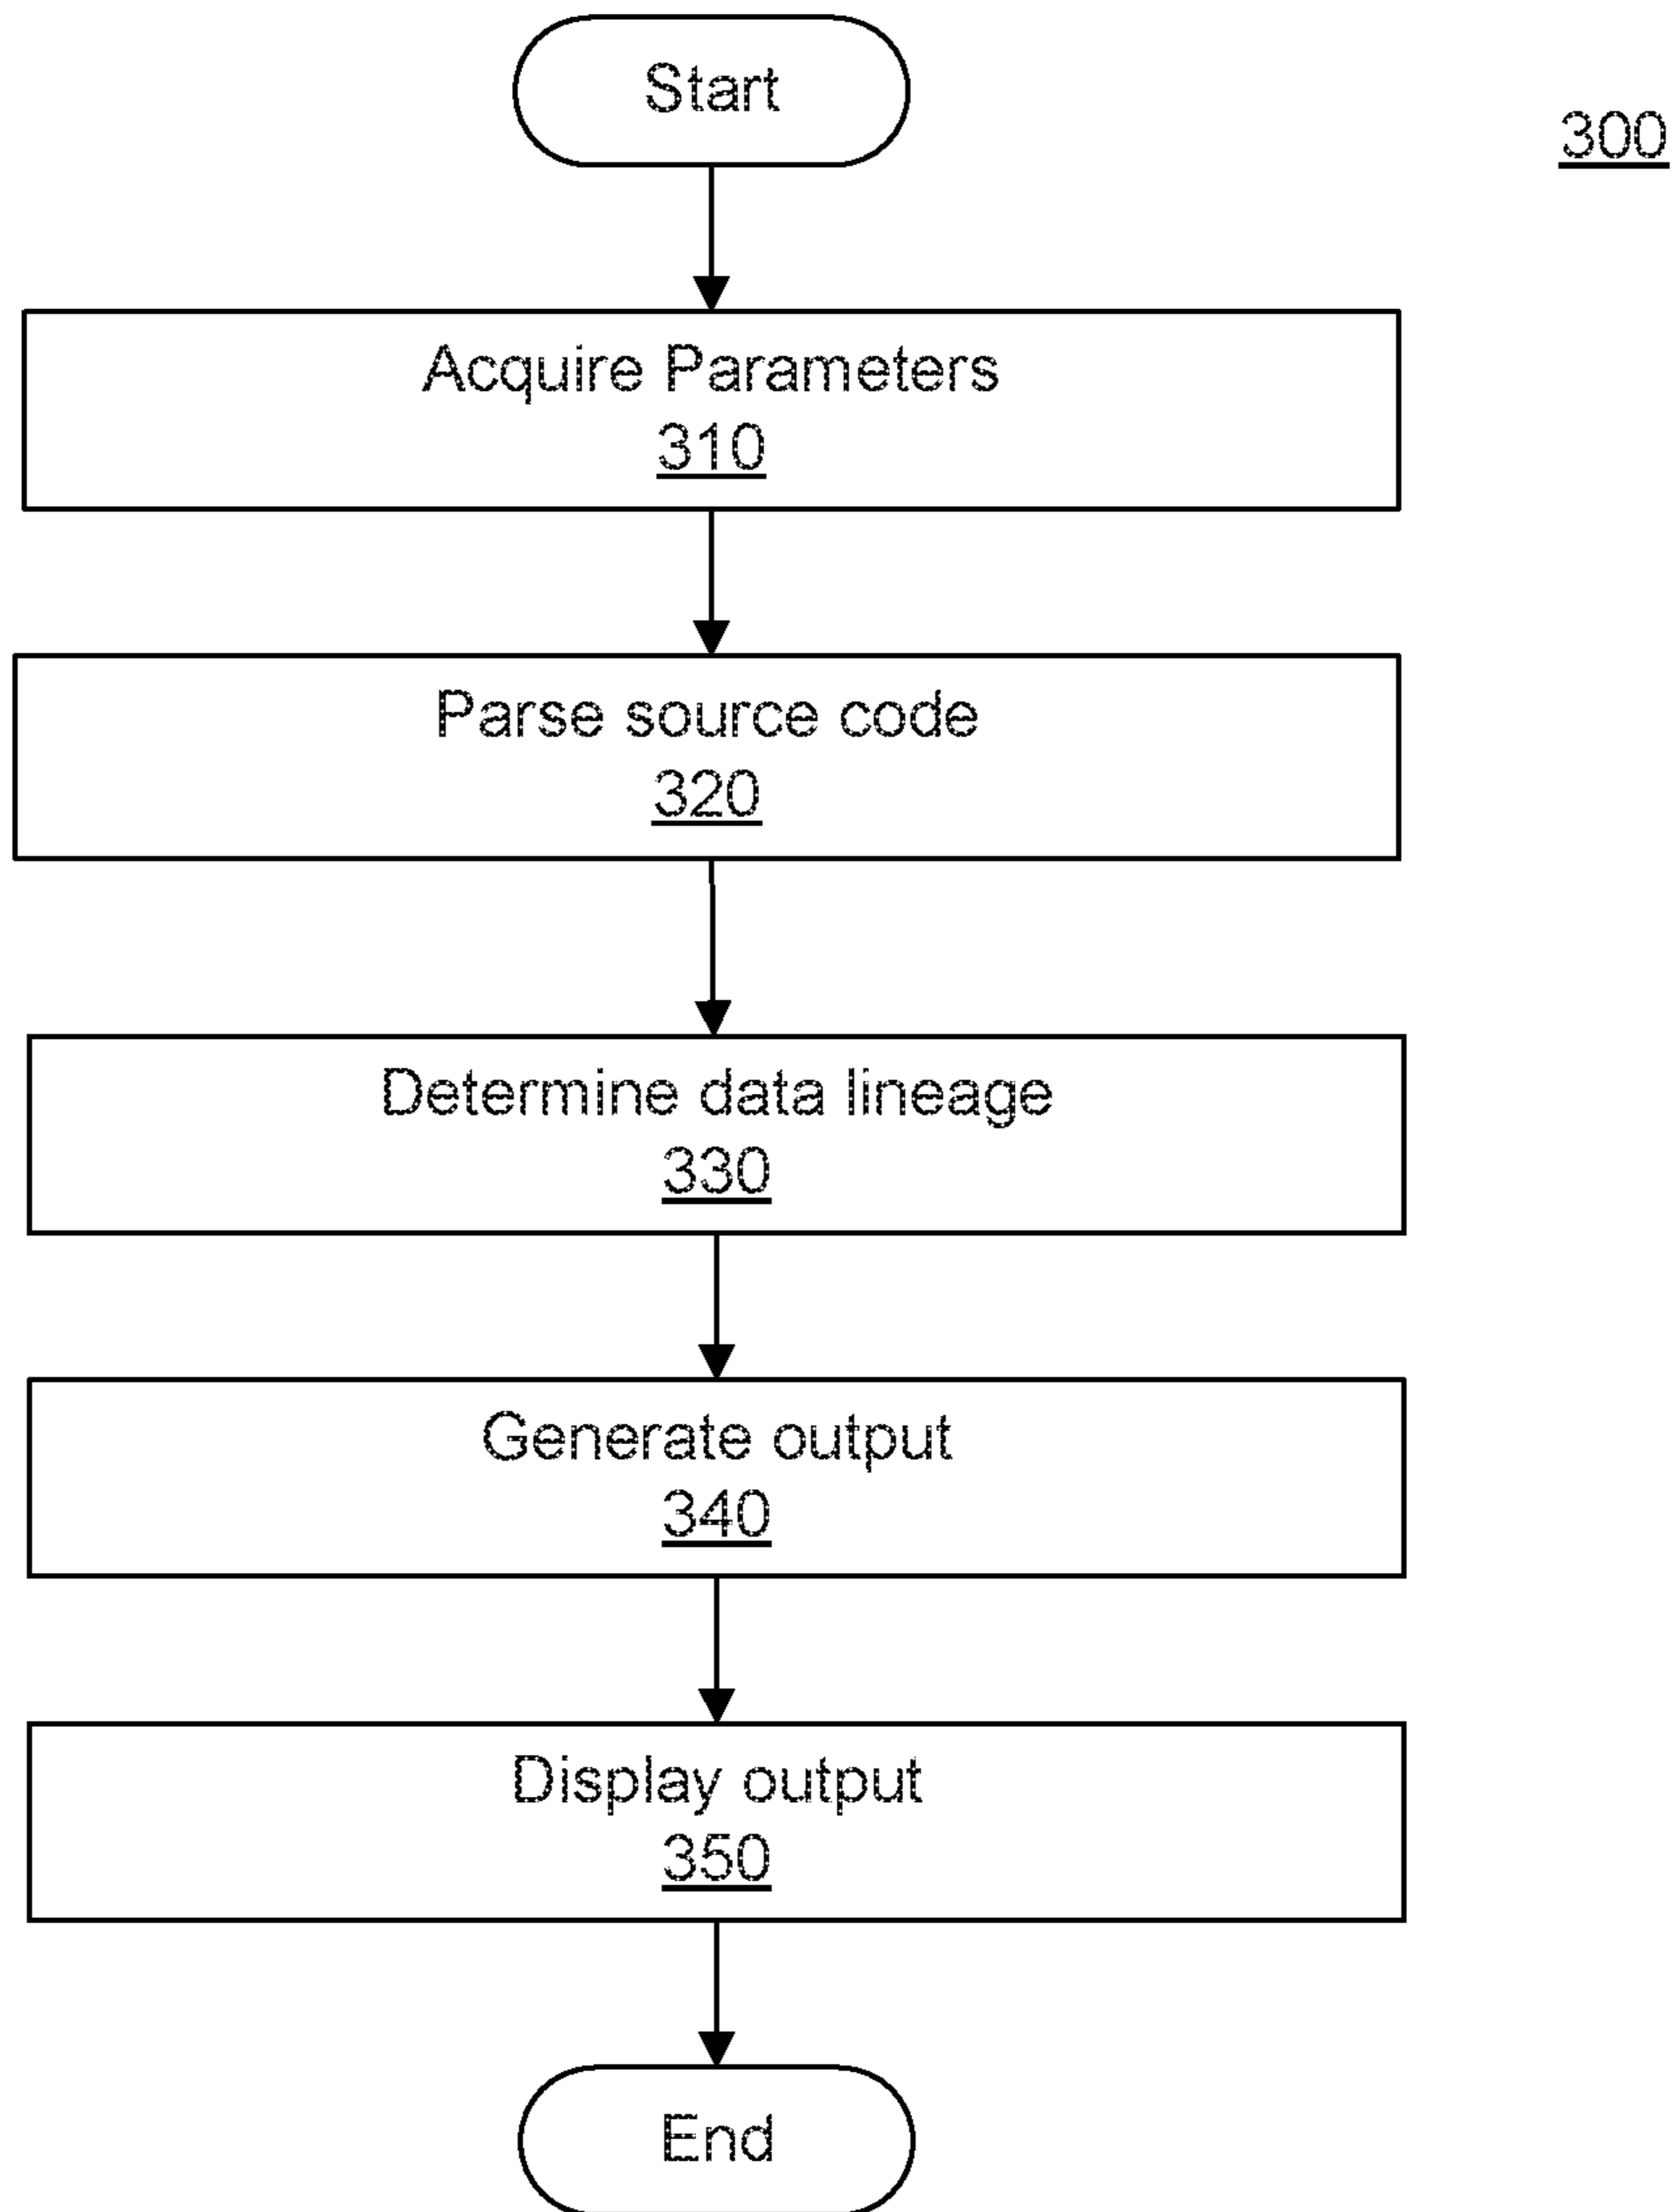 Start
300
Acquire Parameters
310
Parse source code
320
Determine data lineage
330
Generate output
340
Display output
350
End